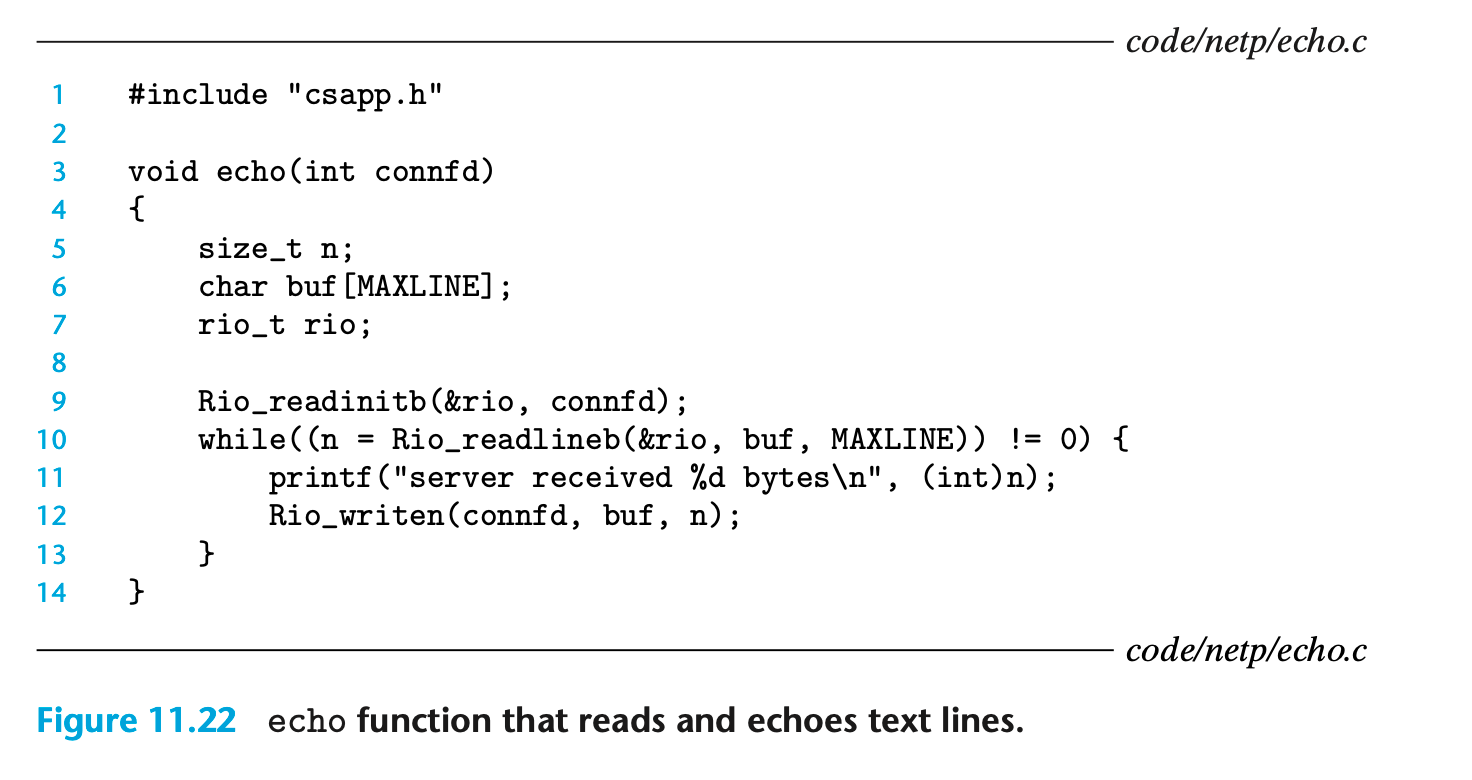 code/netp/echo.c
1 #include "csapp.h"
2
3 void echo(int connfd)
4 {
5     size_t n;
6     char buf[MAXLINE];
7     rio_t rio;
8
9     Rio_readinitb(&rio, connfd);
10     while((n = Rio_readlineb(&rio, buf, MAXLINE)) != 0) {
11         printf("server received %d bytes\n", (int)n);
12         Rio_writen(connfd, buf, n);
13     }
14 }
code/netp/echo.c
Figure 11.22 echo function that reads and echoes text lines.